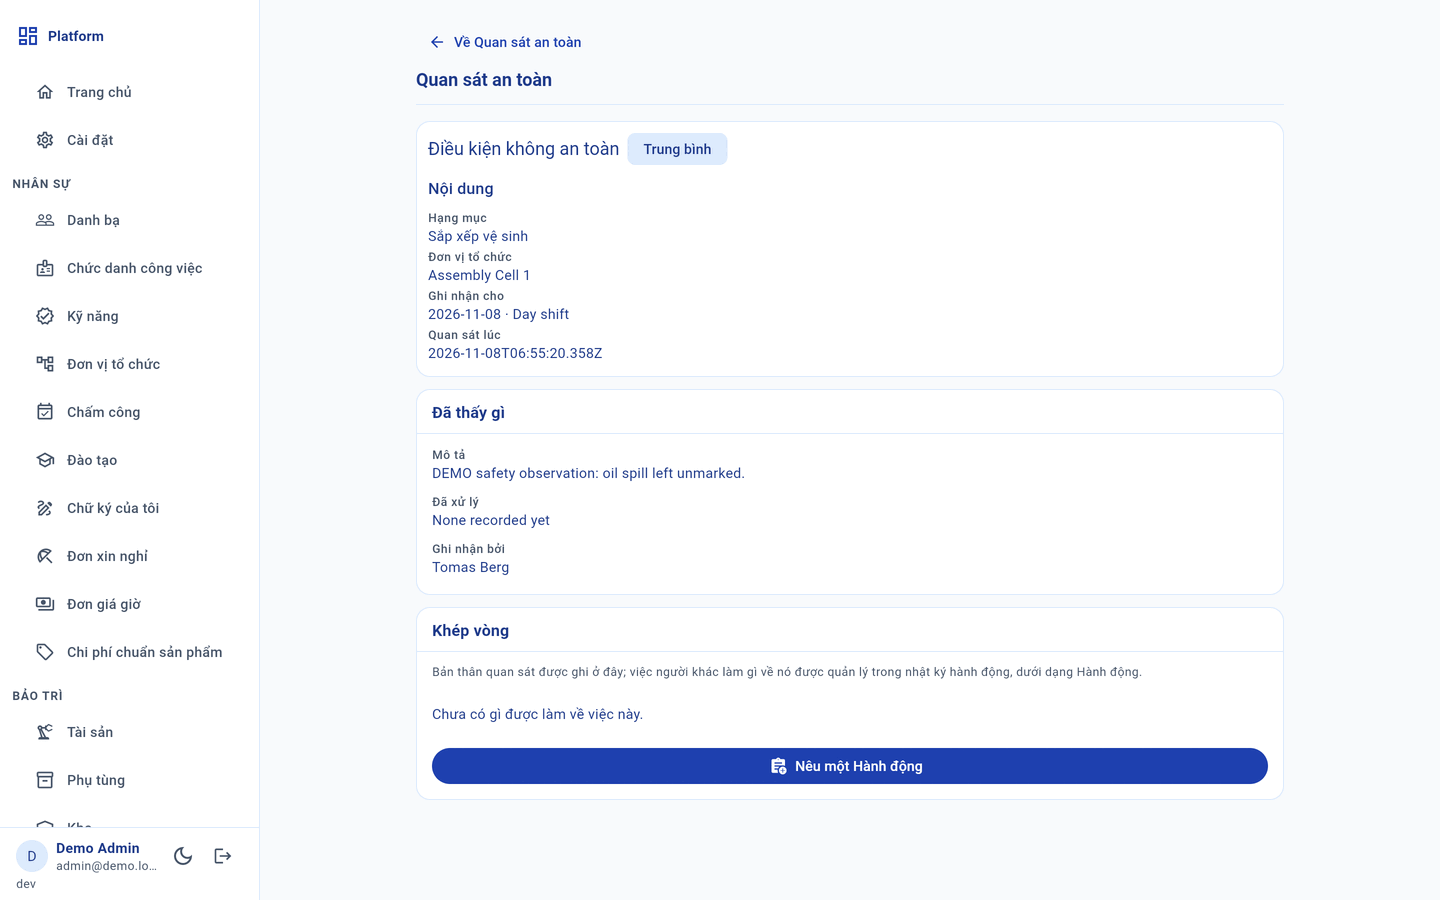 Platform
Trang chủ
Cài đặt
NHÂN SỰ
Danh bạ
Chức danh công việc
Kỹ năng
Đơn vị tổ chức
Chấm công
Đào tạo
Chữ ký của tôi
Đơn xin nghỉ
Đơn giá giờ
Chi phí chuẩn sản phẩm
BẢO TRÌ
Tài sản
Phụ tùng
Kho
D
Demo Admin
admin@demo.lo...
dev
Về Quan sát an toàn
Quan sát an toàn
Điều kiện không an toàn
Trung bình
Nội dung
Hạng mục
Sắp xếp vệ sinh
Đơn vị tổ chức
Assembly Cell 1
Ghi nhận cho
2026-11-08 · Day shift
Quan sát lúc
2026-11-08T06:55:20.358Z
Đã thấy gì
Mô tả
DEMO safety observation: oil spill left unmarked.
Đã xử lý
None recorded yet
Ghi nhận bởi
Tomas Berg
Khép vòng
Bản thân quan sát được ghi ở đây; việc người khác làm gì về nó được quản lý trong nhật ký hành động, dưới dạng Hành động.
Chưa có gì được làm về việc này.
Nêu một Hành động